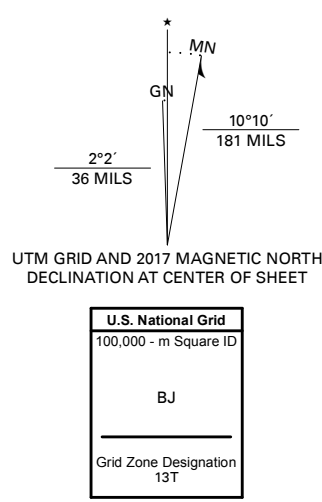 ★
MN
GN
10°10´
181 MILS
2°2´
36 MILS
UTM GRID AND 2017 MAGNETIC NORTH
DECLINATION AT CENTER OF SHEET
U.S. National Grid
100,000 - m Square ID
BJ
Grid Zone Designation
13T